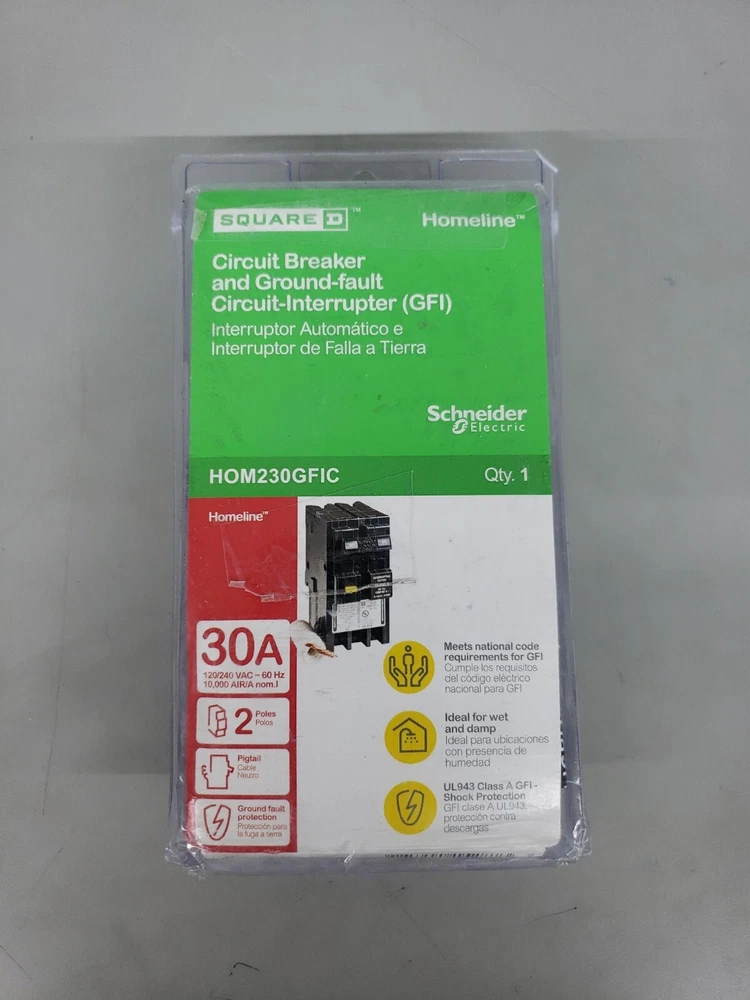 SQUARE D™
Homeline™
Circuit Breaker
and Ground-fault
Circuit-Interrupter (GFI)
Interruptor Automático e
Interruptor de Falla a Tierra
Schneider
Electric
HOM230GFIC
Qty. 1
Homeline™
30A
120/240 VAC ~ 60 Hz
10,000 AIR/A nom.I
2 Poles
Polos
Pigtail
Cable
Neutro
Ground fault
protection
Protección para
la fuga a tierra
Meets national code
requirements for GFI
Cumple los requisitos
del código eléctrico
nacional para GFI
Ideal for wet
and damp
Ideal para ubicaciones
con presencia de
humedad
UL943 Class A GFI -
Shock Protection
GFI clase A UL943,
protección contra
descargas